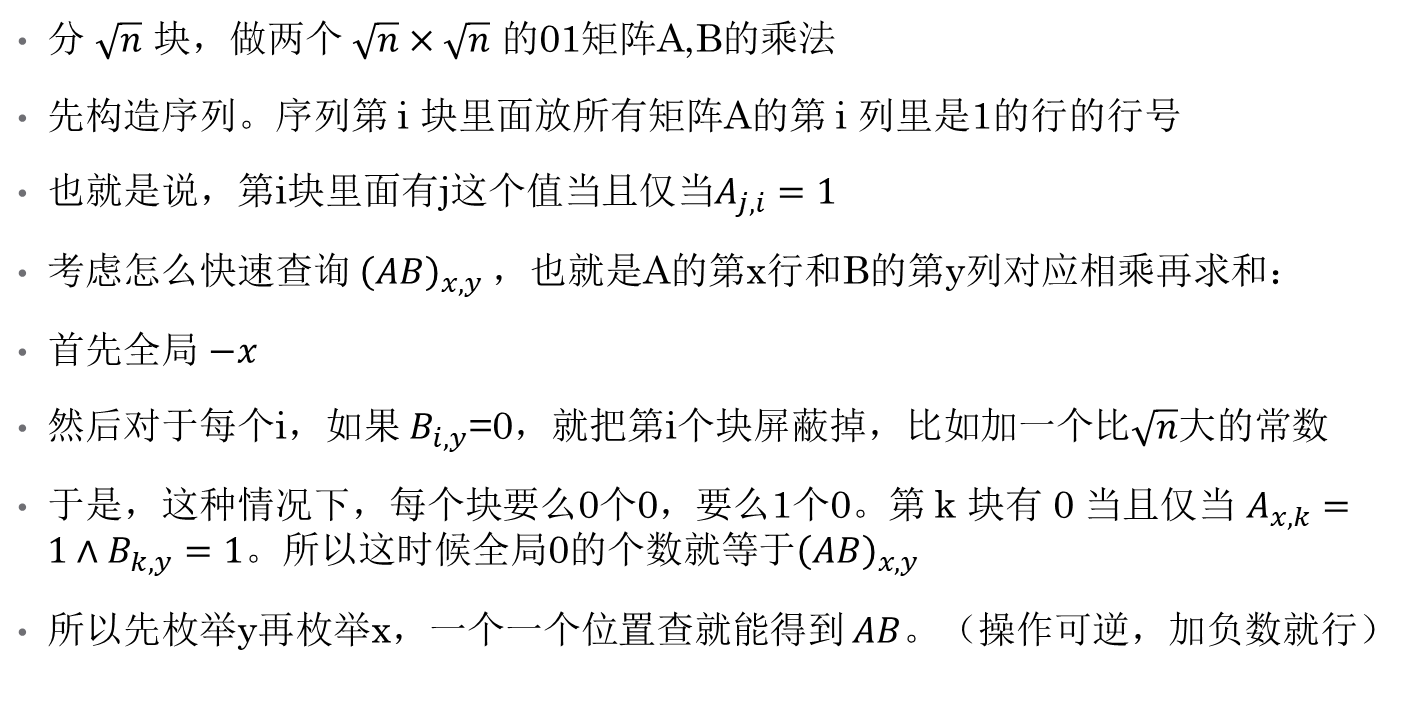 • 分 √n 块，做两个 √n × √n 的01矩阵A,B的乘法
• 先构造序列。序列第 i 块里面放所有矩阵A的第 i 列里是1的行的行号
• 也就是说，第i块里面有j这个值当且仅当A_{j,i} = 1
• 考虑怎么快速查询 (AB)_{x,y} ，也就是A的第x行和B的第y列对应相乘再求和：
• 首先全局 −x
• 然后对于每个i，如果 B_{i,y}=0，就把第i个块屏蔽掉，比如加一个比√n大的常数
• 于是，这种情况下，每个块要么0个0，要么1个0。第 k 块有 0 当且仅当 A_{x,k} =
1 ∧ B_{k,y} = 1。所以这时候全局0的个数就等于(AB)_{x,y}
• 所以先枚举y再枚举x，一个一个位置查就能得到 AB。（操作可逆，加负数就行）